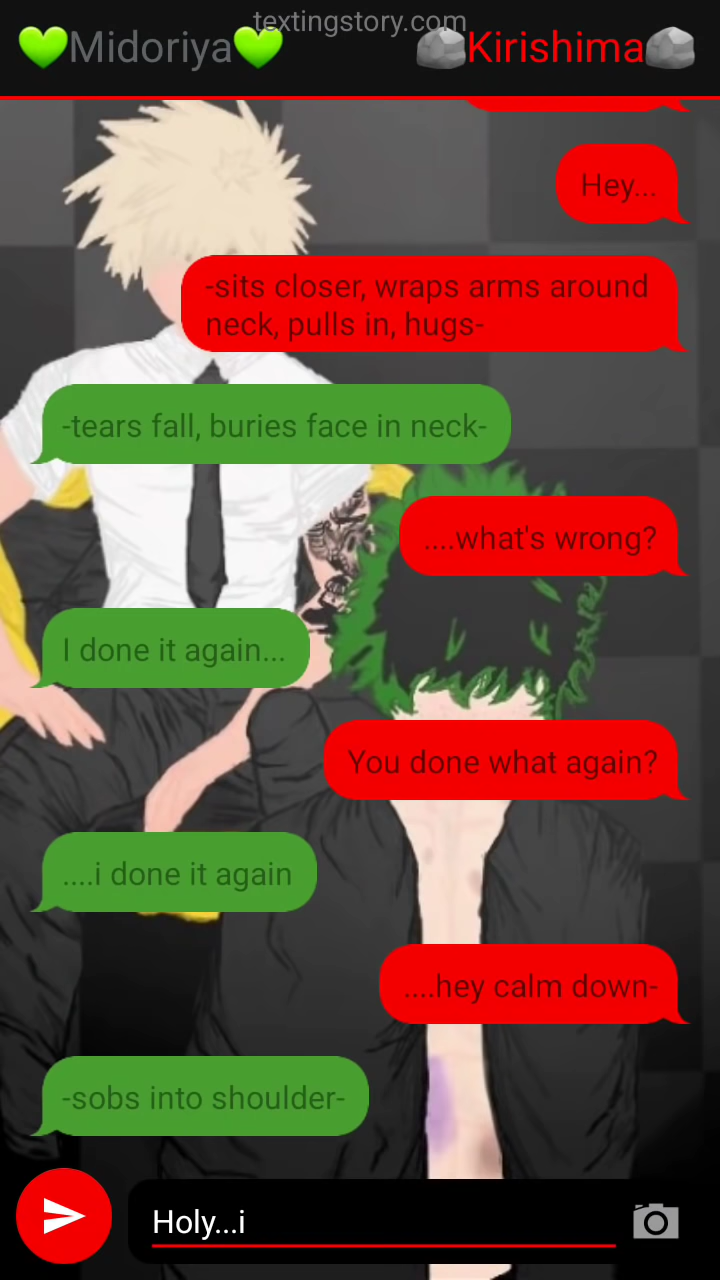 textingstory.com
💚Midoriya💚
🪨Kirishima🪨
Hey...
-sits closer, wraps arms around
neck, pulls in, hugs-
-tears fall, buries face in neck-
....what's wrong?
I done it again...
You done what again?
....i done it again
....hey calm down-
-sobs into shoulder-
Holy...i